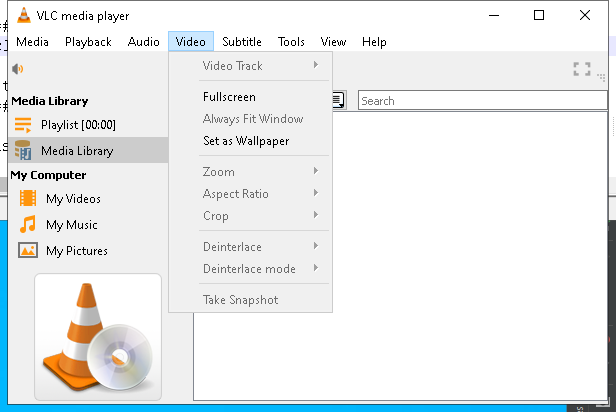 VLC media player
Media Playback Audio Video Subtitle Tools View Help
Video Track
Fullscreen
Always Fit Window
Set as Wallpaper
Zoom
Aspect Ratio
Crop
Deinterlace
Deinterlace mode
Take Snapshot
Media Library
Playlist [00:00]
Media Library
My Computer
My Videos
My Music
My Pictures
Search